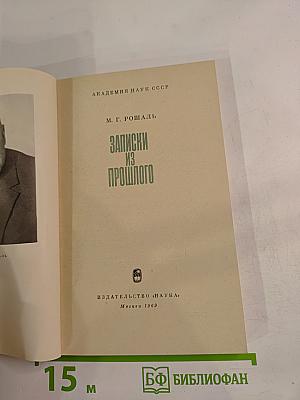 АКАДЕМИЯ НАУК СССР
М. Г. РОШАЛЬ
ЗАПИСКИ
ИЗ
ПРОШЛОГО
ИЗДАТЕЛЬСТВО «НАУКА»
Москва 1969
15 м
БФ БИБЛИОФАН